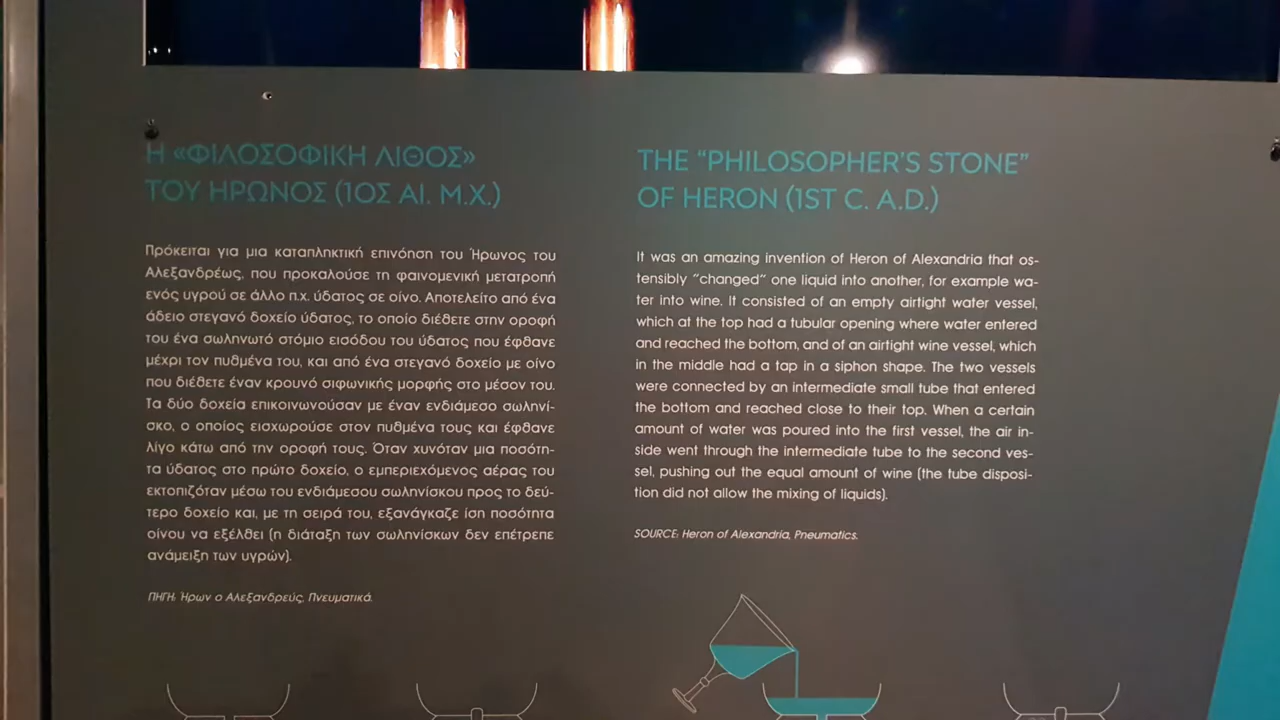 Η «ΦΙΛΟΣΟΦΙΚΗ ΛΙΘΟΣ»
ΤΟΥ ΗΡΩΝΟΣ (1ΟΣ ΑΙ. Μ.Χ.)
Πρόκειται για μια καταπληκτική επινόηση του Ήρωνος του
Αλεξανδρέως, που προκαλούσε τη φαινομενική μετατροπή
ενός υγρού σε άλλο π.χ. ύδατος σε οίνο. Αποτελείτο από ένα
άδειο στεγανό δοχείο ύδατος, το οποίο διέθετε στην οροφή
του ένα σωληνωτό στόμιο εισόδου του ύδατος που έφθανε
μέχρι τον πυθμένα του, και από ένα στεγανό δοχείο με οίνο
που διέθετε έναν κρουνό σιφωνικής μορφής στο μέσον του.
Τα δύο δοχεία επικοινωνούσαν με έναν ενδιάμεσο σωληνί-
σκο, ο οποίος εισχωρούσε στον πυθμένα τους και έφθανε
λίγο κάτω από την οροφή τους. Όταν χυνόταν μια ποσότη-
τα ύδατος στο πρώτο δοχείο, ο εμπεριεχόμενος αέρας του
εκτοπιζόταν μέσω του ενδιάμεσου σωληνίσκου προς το δεύ-
τερο δοχείο και, με τη σειρά του, εξανάγκαζε ίση ποσότητα
οίνου να εξέλθει (η διάταξη των σωληνίσκων δεν επέτρεπε
ανάμειξη των υγρών).
ΠΗΓΗ: Ήρων ο Αλεξανδρεύς, Πνευματικά.
THE “PHILOSOPHER’S STONE”
OF HERON (1ST C. A.D.)
It was an amazing invention of Heron of Alexandria that os-
tensibly “changed” one liquid into another, for example wa-
ter into wine. It consisted of an empty airtight water vessel,
which at the top had a tubular opening where water entered
and reached the bottom, and of an airtight wine vessel, which
in the middle had a tap in a siphon shape. The two vessels
were connected by an intermediate small tube that entered
the bottom and reached close to their top. When a certain
amount of water was poured into the first vessel, the air in-
side went through the intermediate tube to the second ves-
sel, pushing out the equal amount of wine (the tube disposi-
tion did not allow the mixing of liquids).
SOURCE: Heron of Alexandria, Pneumatics.